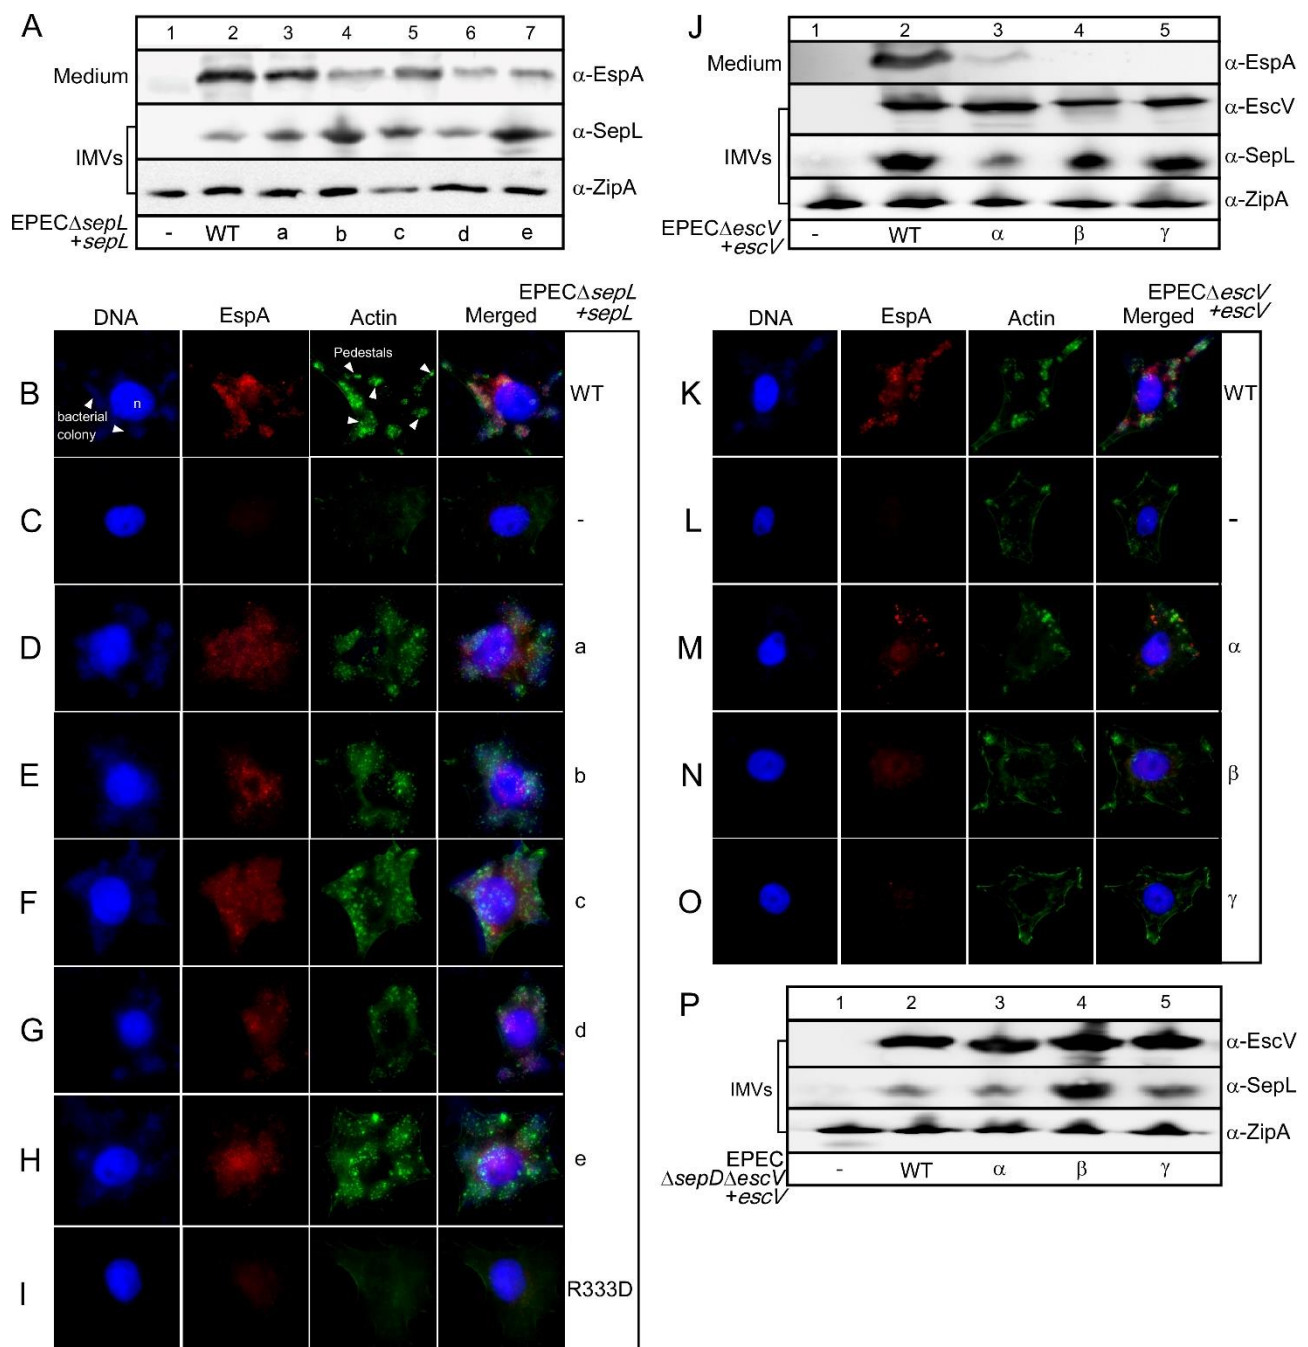 A
1 2 3 4 5 6 7
Medium α-EspA
α-SepL
IMVs
α-ZipA
EPECΔsepL
+sepL
- WT a b c d e
J
1 2 3 4 5
Medium α-EspA
α-EscV
IMVs
α-SepL
α-ZipA
EPECΔescV
+escV
- WT α β γ
EPECΔsepL
+sepL
DNA EspA Actin Merged
B
n
bacterial
colony
Pedestals
WT
C -
D a
E b
F c
G d
H e
I R333D
EPECΔescV
+escV
DNA EspA Actin Merged
K WT
L -
M α
N β
O γ
P
1 2 3 4 5
α-EscV
IMVs α-SepL
α-ZipA
EPEC
ΔsepDΔescV
+escV
- WT α β γ